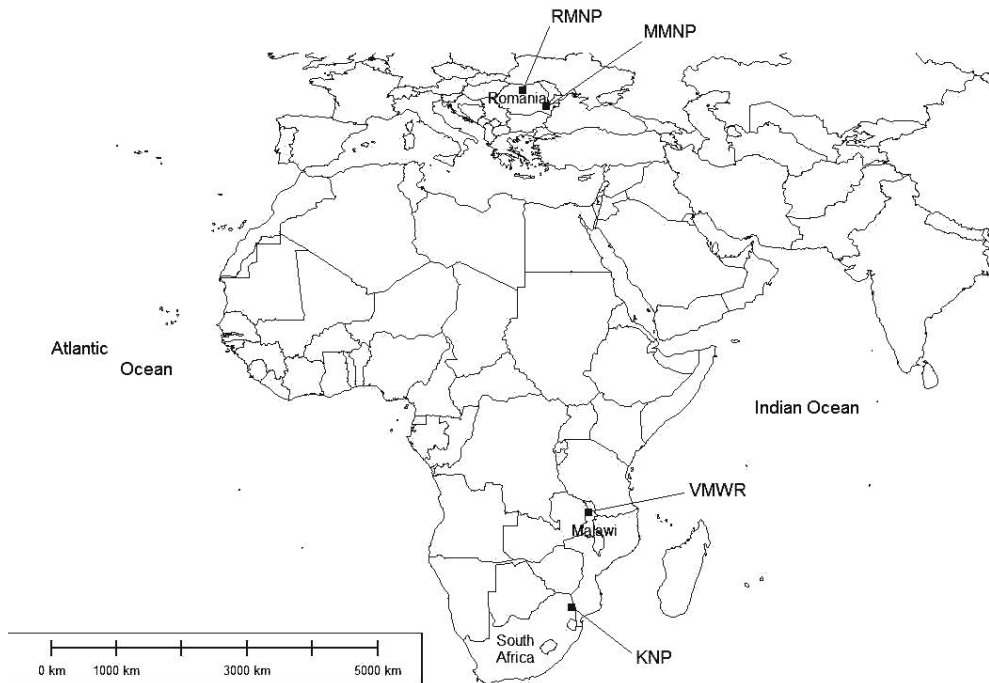 RMNP
MMNP
Romania
Atlantic
Ocean
Indian Ocean
VMWR
Malawi
South
Africa
KNP
0 km 1000 km 3000 km 5000 km